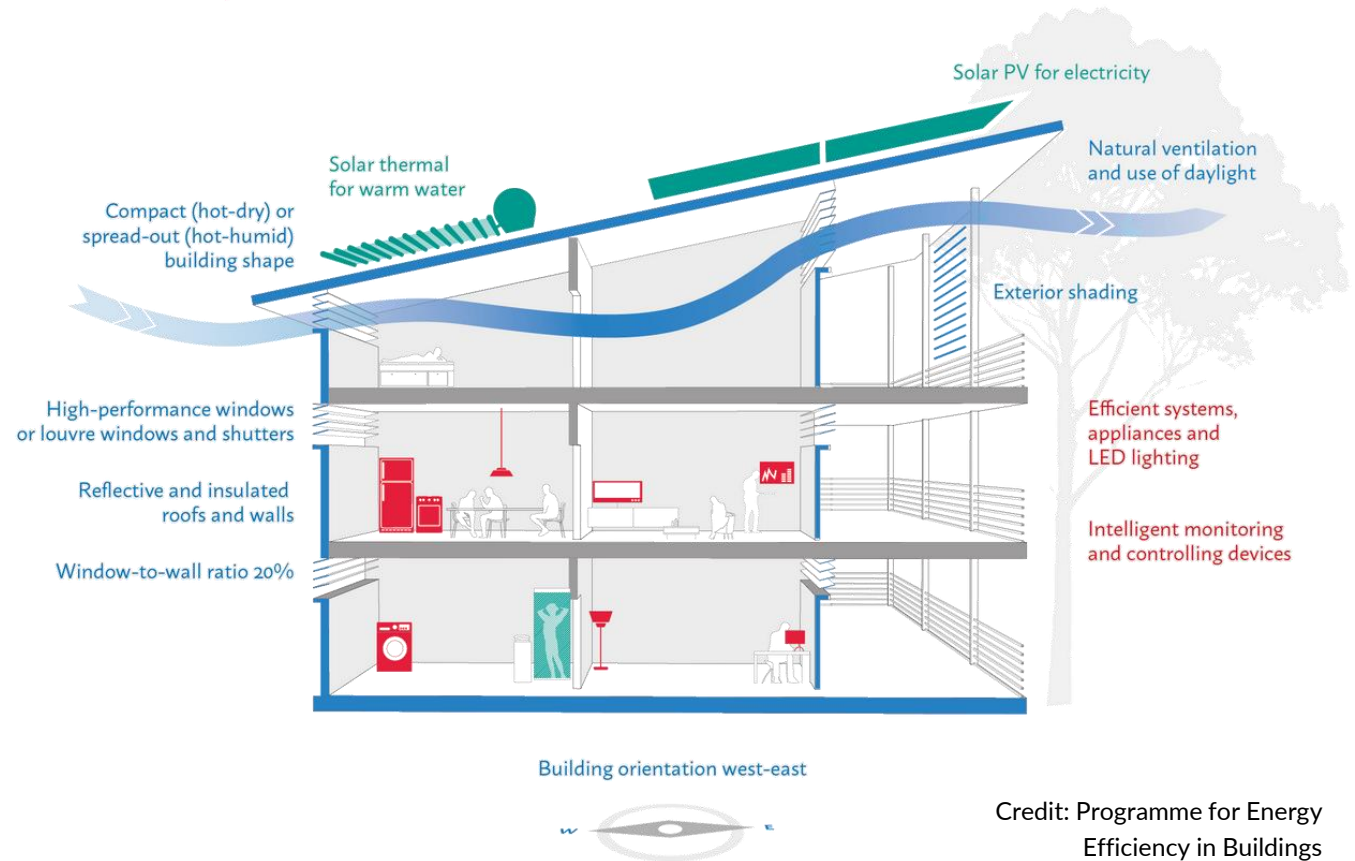 Solar PV for electricity
Natural ventilation
and use of daylight
Solar thermal
for warm water
Compact (hot-dry) or
spread-out (hot-humid)
building shape
Exterior shading
High-performance windows
or louvre windows and shutters
Efficient systems,
appliances and
LED lighting
Reflective and insulated
roofs and walls
Intelligent monitoring
and controlling devices
Window-to-wall ratio 20%
Building orientation west-east
W
E
Credit: Programme for Energy
Efficiency in Buildings